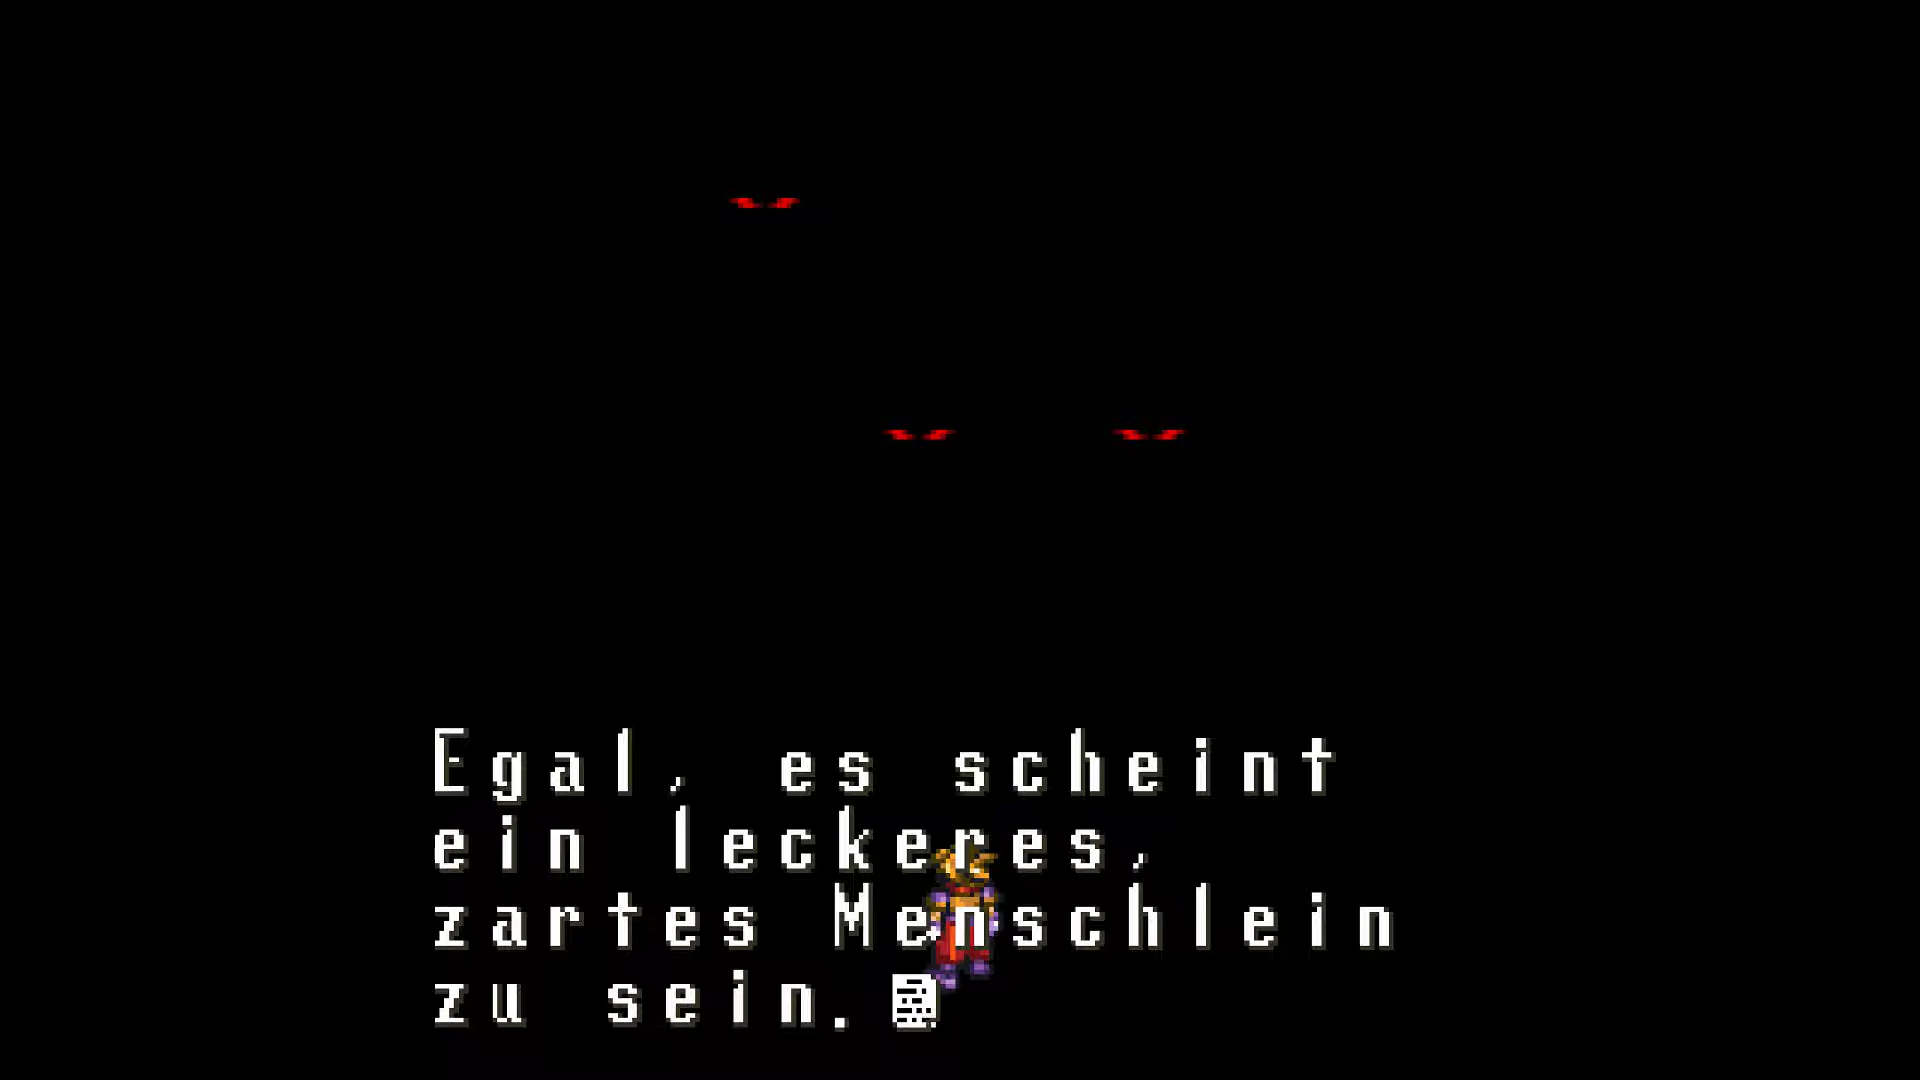 Egal, es scheint
ein leckeres,
zartes Menschlein
zu sein.